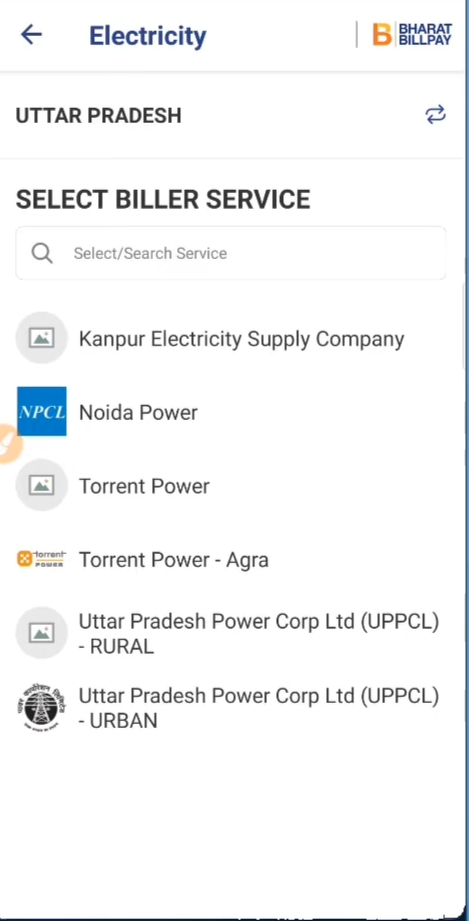 Electricity
B BHARAT
BILLPAY
UTTAR PRADESH
SELECT BILLER SERVICE
Select/Search Service
Kanpur Electricity Supply Company
NPCL
Noida Power
Torrent Power
torrent
POWER
Torrent Power - Agra
Uttar Pradesh Power Corp Ltd (UPPCL)
- RURAL
Uttar Pradesh Power Corp Ltd (UPPCL)
- URBAN